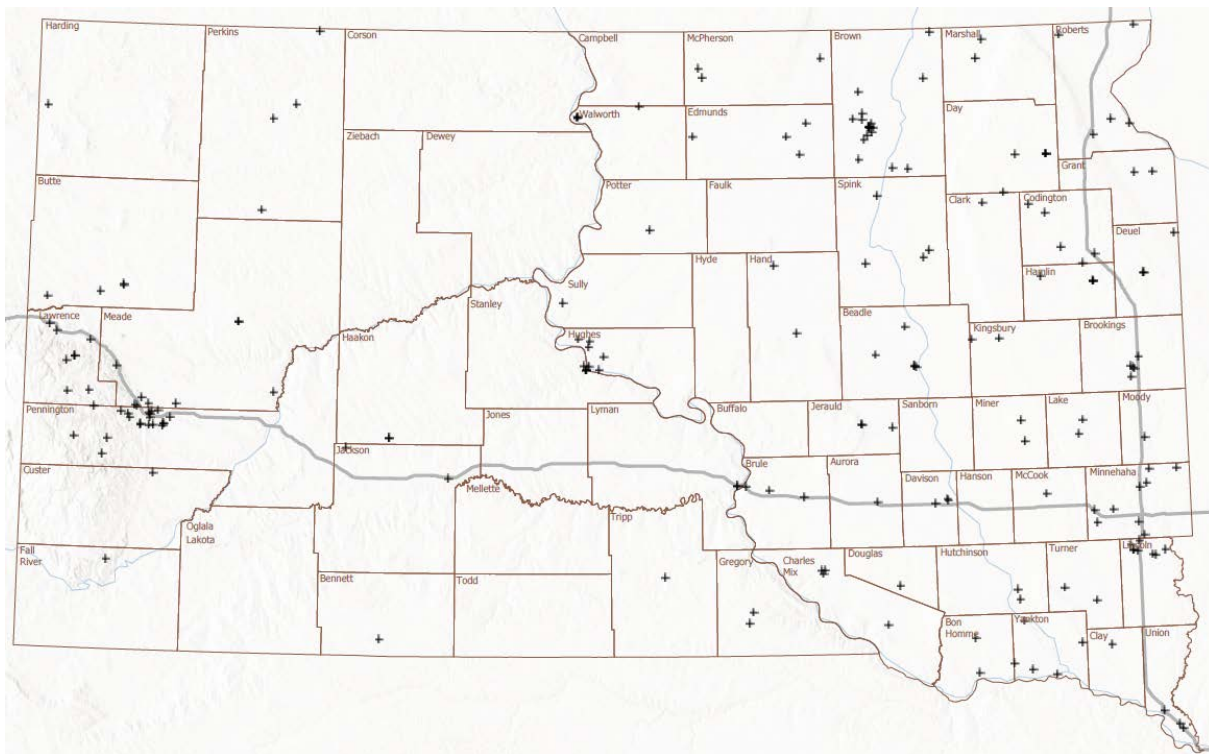 Harding
Perkins
Corson
Campbell
McPherson
Brown
Marshall
Roberts
Walworth
Edmunds
Day
Ziebach
Dewey
Grant
Butte
Potter
Faulk
Spink
Clark
Codington
Deuel
Hyde
Hand
Hamlin
Sully
Stanley
Lawrence
Meade
Haakon
Hughes
Beadle
Kingsbury
Brookings
Pennington
Jones
Lyman
Buffalo
Jerauld
Sanborn
Miner
Lake
Moody
Jackson
Custer
Mellette
Brule
Aurora
Davison
Hanson
McCook
Minnehaha
Oglala
Lakota
Tripp
Fall
River
Bennett
Todd
Gregory
Charles
Mix
Douglas
Hutchinson
Turner
Lincoln
Bon
Homme
Yankton
Clay
Union